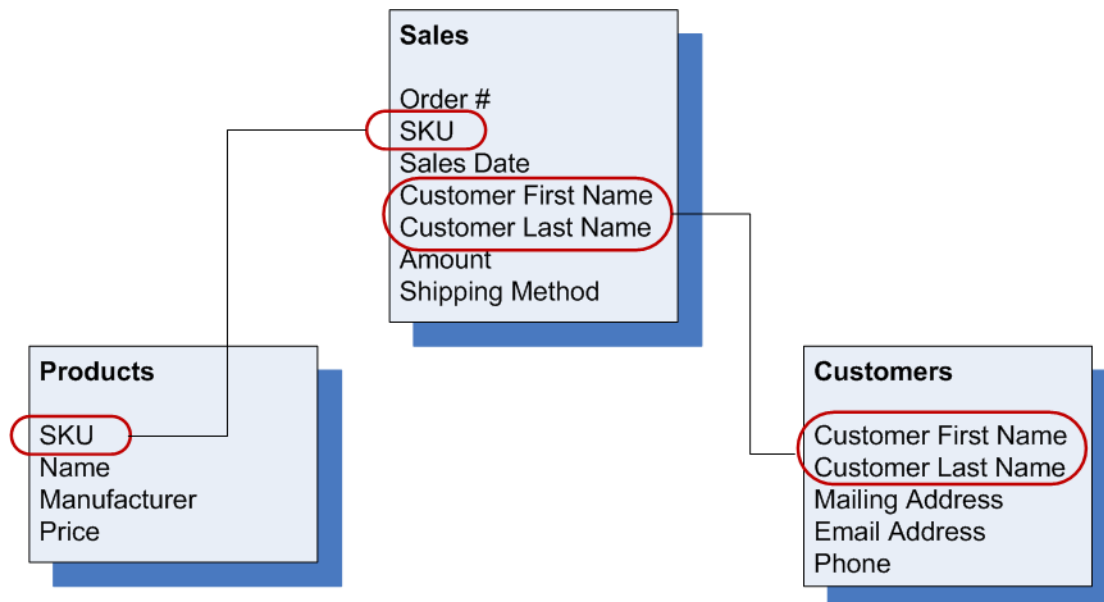 Sales
Order #
SKU
Sales Date
Customer First Name
Customer Last Name
Amount
Shipping Method
Products
SKU
Name
Manufacturer
Price
Customers
Customer First Name
Customer Last Name
Mailing Address
Email Address
Phone